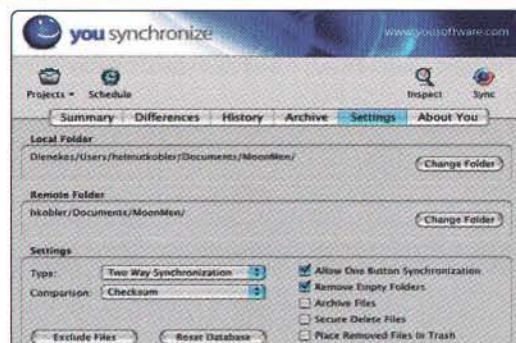 you synchronize
www.yousoftware.com
Projects Schedule Inspect Sync
Summary Differences History Archive Settings About You
Local Folder
Dienekes/Users/helmutkobler/Documents/MoonMen/
Change Folder
Remote Folder
hkobler/Documents/MoonMen/
Change Folder
Settings
Type: Two Way Synchronization
Allow One Button Synchronization
Comparison: Checksum
Remove Empty Folders
Archive Files
Secure Delete Files
Exclude Files Reset Database
Place Removed Files In Trash